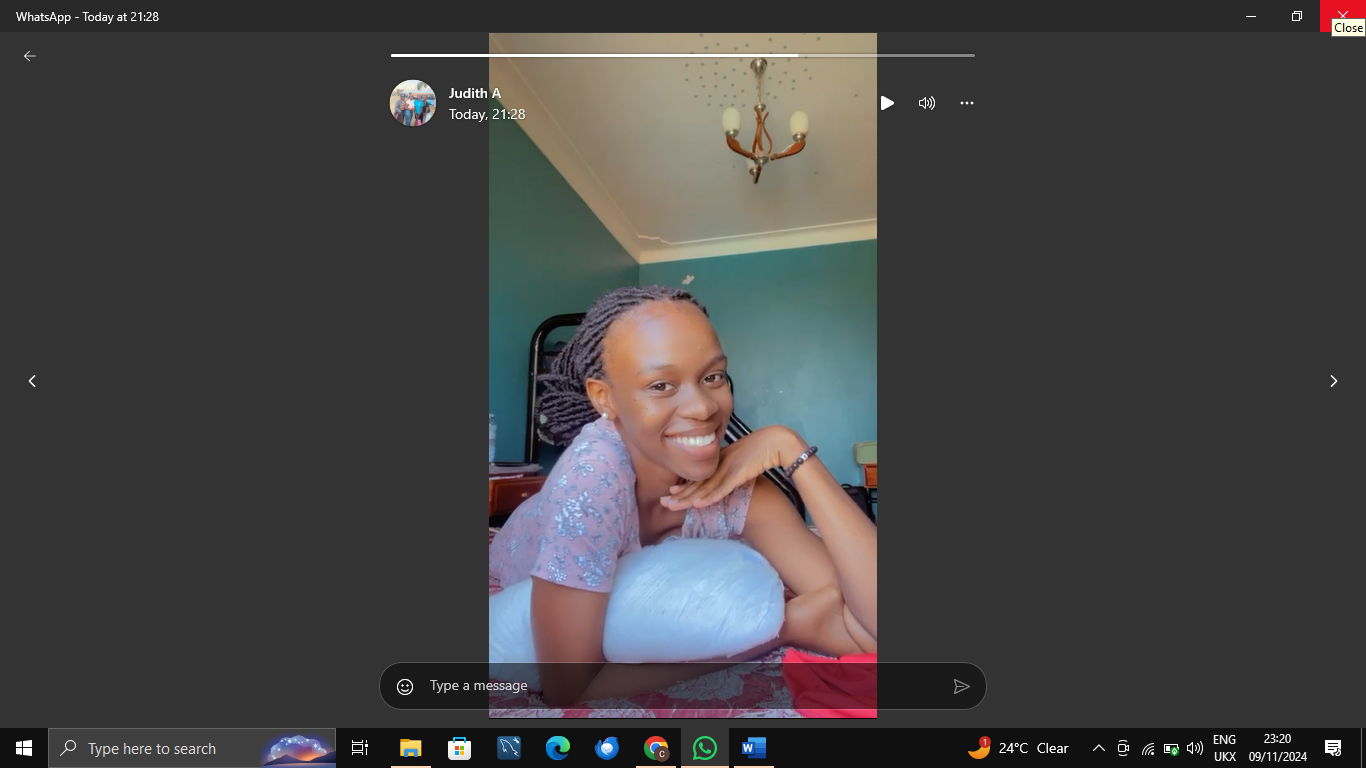 WhatsApp - Today at 21:28
Close
Judith A
Today, 21:28
Type a message
Type here to search
C
W
1
24°C Clear
ENG
UKX
23:20
09/11/2024